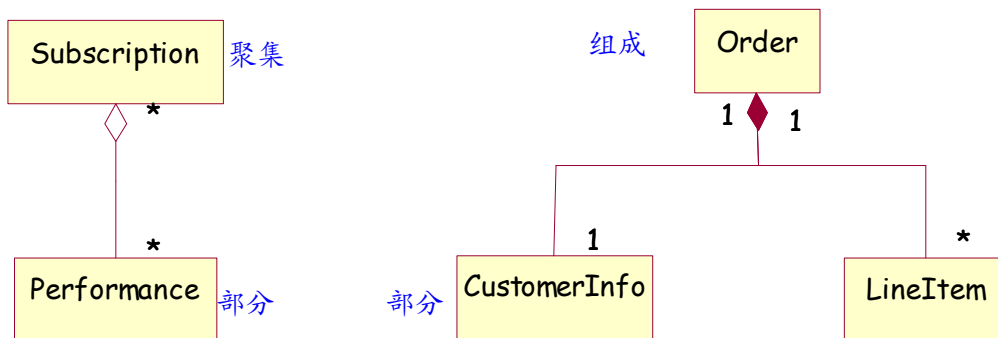 Subscription 聚集
*
*
Performance 部分
组成 Order
1 1
1 *
部分 CustomerInfo LineItem